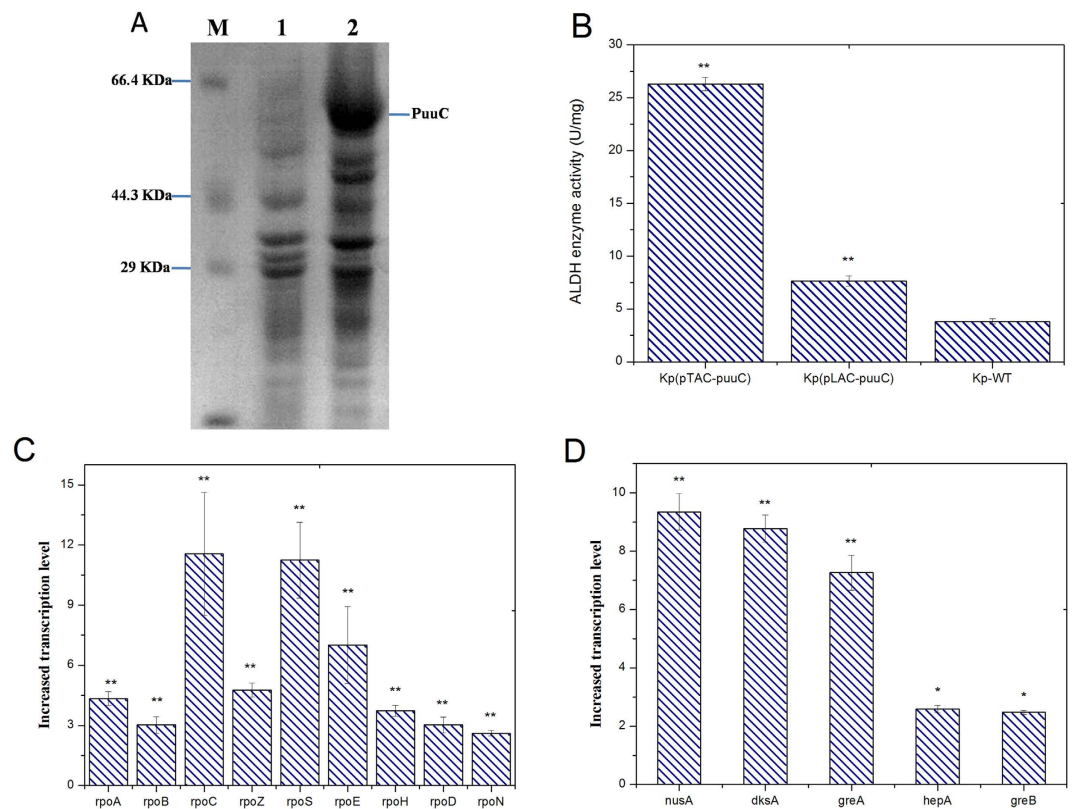 A
M 1 2
66.4 KDa
PuuC
44.3 KDa
29 KDa
B
ALDH enzyme activity (U/mg)
30
25
20
15
10
5
0
**
**
Kp(pTAC-puuC) Kp(pLAC-puuC) Kp-WT
C
Increased transcription level
15
12
9
6
3
0
** ** ** ** ** ** ** ** **
rpoA rpoB rpoC rpoZ rpoS rpoE rpoH rpoD rpoN
D
Increased transcription level
10
8
6
4
2
0
** ** ** * *
nusA dksA greA hepA greB